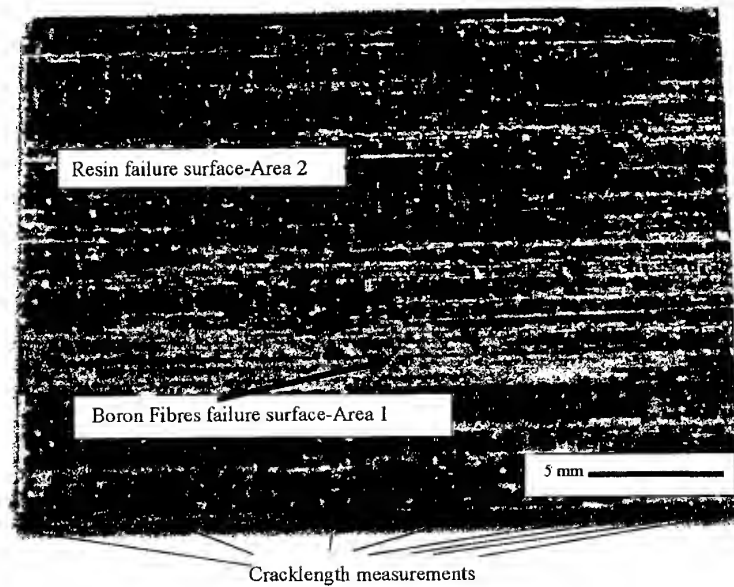 Resin failure surface-Area 2
Boron Fibres failure surface-Area 1
5 mm
Cracklength measurements